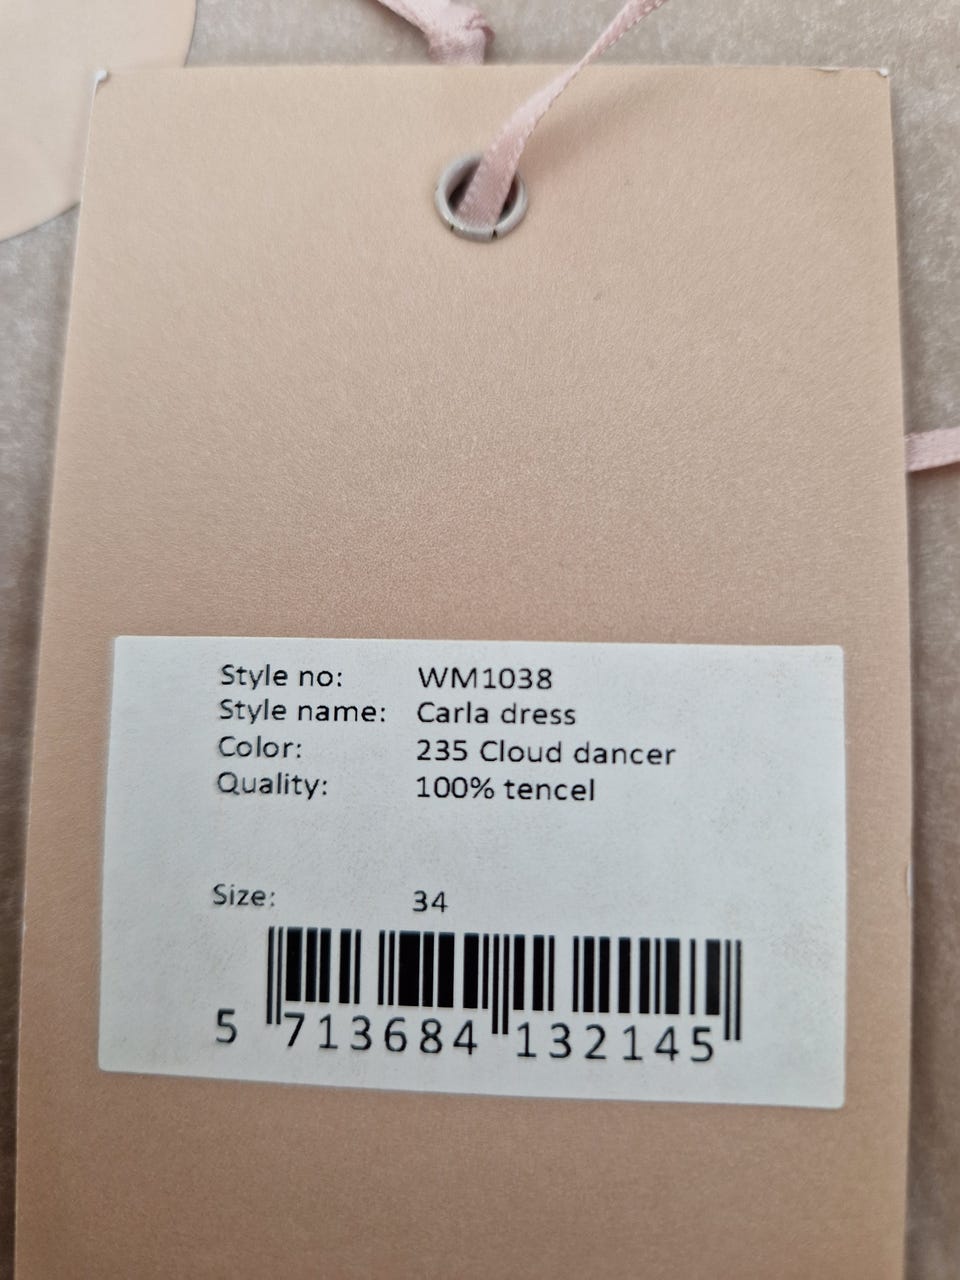 Style no: WM1038
Style name: Carla dress
Color: 235 Cloud dancer
Quality: 100% tencel
Size: 34
5 713684 132145